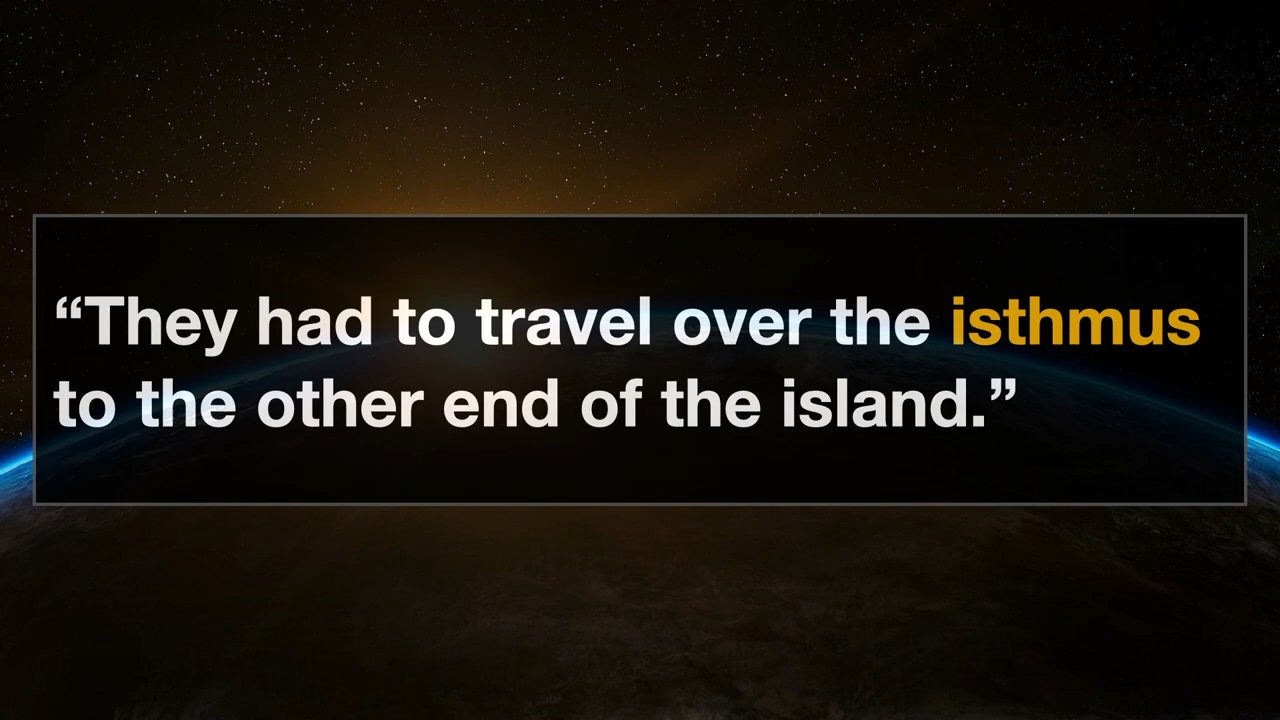 “They had to travel over the isthmus
to the other end of the island.”